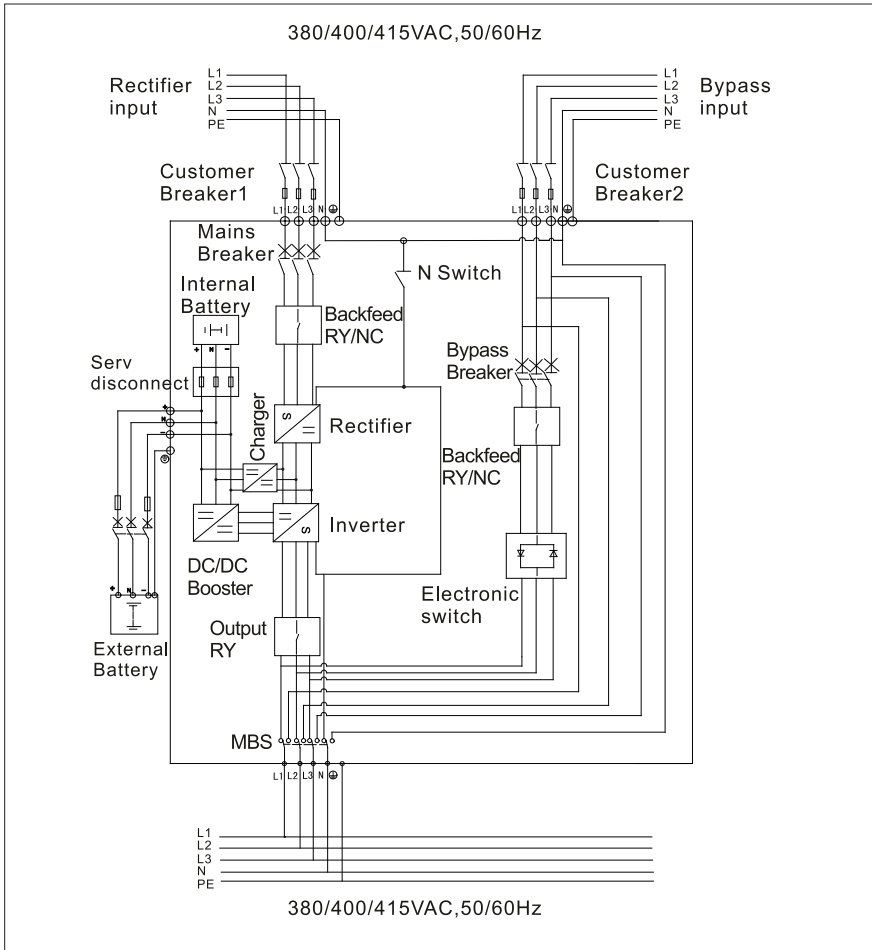 380/400/415VAC,50/60Hz
Rectifier
input
L1
L2
L3
N
PE
L1
L2
L3
N
PE
Bypass
input
Customer
Breaker1
Customer
Breaker2
L1 L2 L3 N
L1 L2 L3 N
Mains
Breaker
N Switch
Internal
Battery
Backfeed
RY/NC
Bypass
Breaker
+ N −
Serv
disconnect
+
N
−
Charger
S
Rectifier
Backfeed
RY/NC
S
Inverter
DC/DC
Booster
Electronic
switch
+ N −
Output
RY
External
Battery
MBS
L1 L2 L3 N
L1
L2
L3
N
PE
380/400/415VAC,50/60Hz